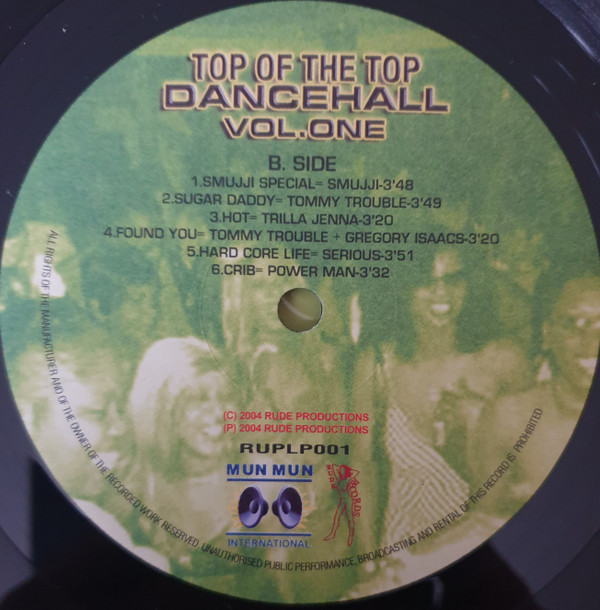 TOP OF THE TOP
DANCEHALL
VOL.ONE
B. SIDE
1.SMUJJI SPECIAL= SMUJJI-3'48
2.SUGAR DADDY= TOMMY TROUBLE-3'49
3.HOT= TRILLA JENNA-3'20
4.FOUND YOU= TOMMY TROUBLE + GREGORY ISAACS-3'20
5.HARD CORE LIFE= SERIOUS-3'51
6.CRIB= POWER MAN-3'32
(C) 2004 RUDE PRODUCTIONS
(P) 2004 RUDE PRODUCTIONS
RUPLP001
MUN MUN
INTERNATIONAL
RUDE RECORDS
ALL RIGHTS OF THE MANUFACTURER AND OF THE OWNER OF THE RECORDED WORK RESERVED. UNAUTHORISED PUBLIC PERFORMANCE, BROADCASTING AND RENTAL OF THIS RECORD IS PROHIBITED